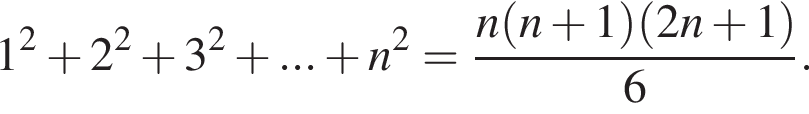 1² + 2² + 3² + ... + n² = n(n + 1)(2n + 1)/6.